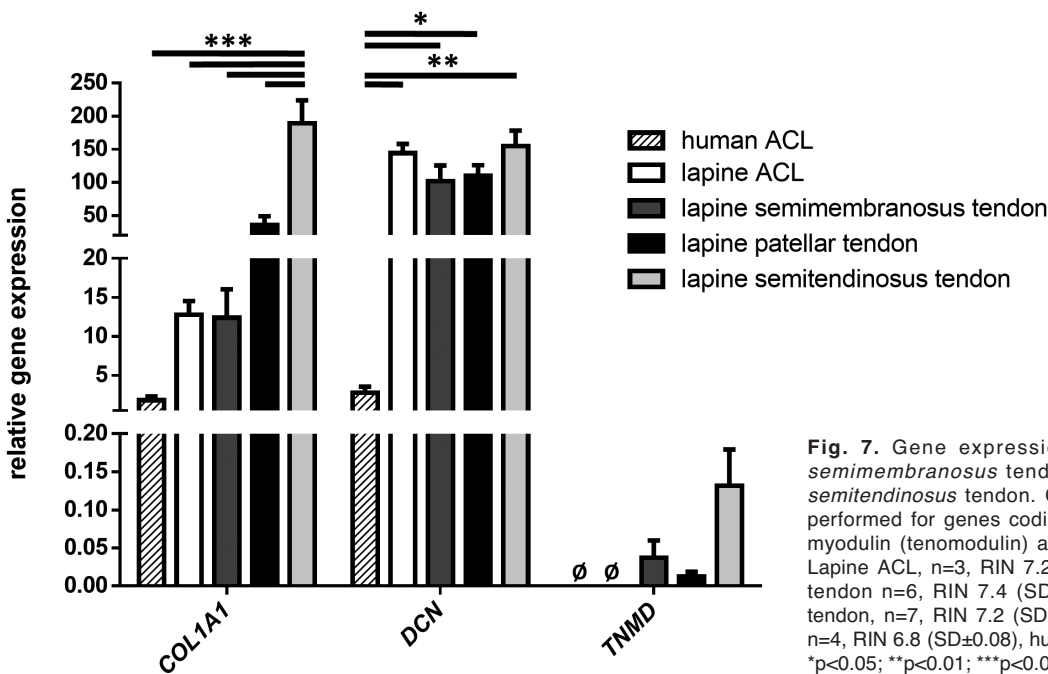 *
***
**
250
200
150
100
50
20
15
10
5
0.20
0.15
0.10
0.05
0.00
relative gene expression
ø ø
COL1A1
DCN
TNMD
human ACL
lapine ACL
lapine semimembranosus tendon
lapine patellar tendon
lapine semitendinosus tendon
Fig. 7. Gene expressio
semimembranosus tend
semitendinosus tendon. C
performed for genes codi
myodulin (tenomodulin) a
Lapine ACL, n=3, RIN 7.2
tendon n=6, RIN 7.4 (SD
tendon, n=7, RIN 7.2 (SD
n=4, RIN 6.8 (SD±0.08), hu
*p<0.05; **p<0.01; ***p<0.0